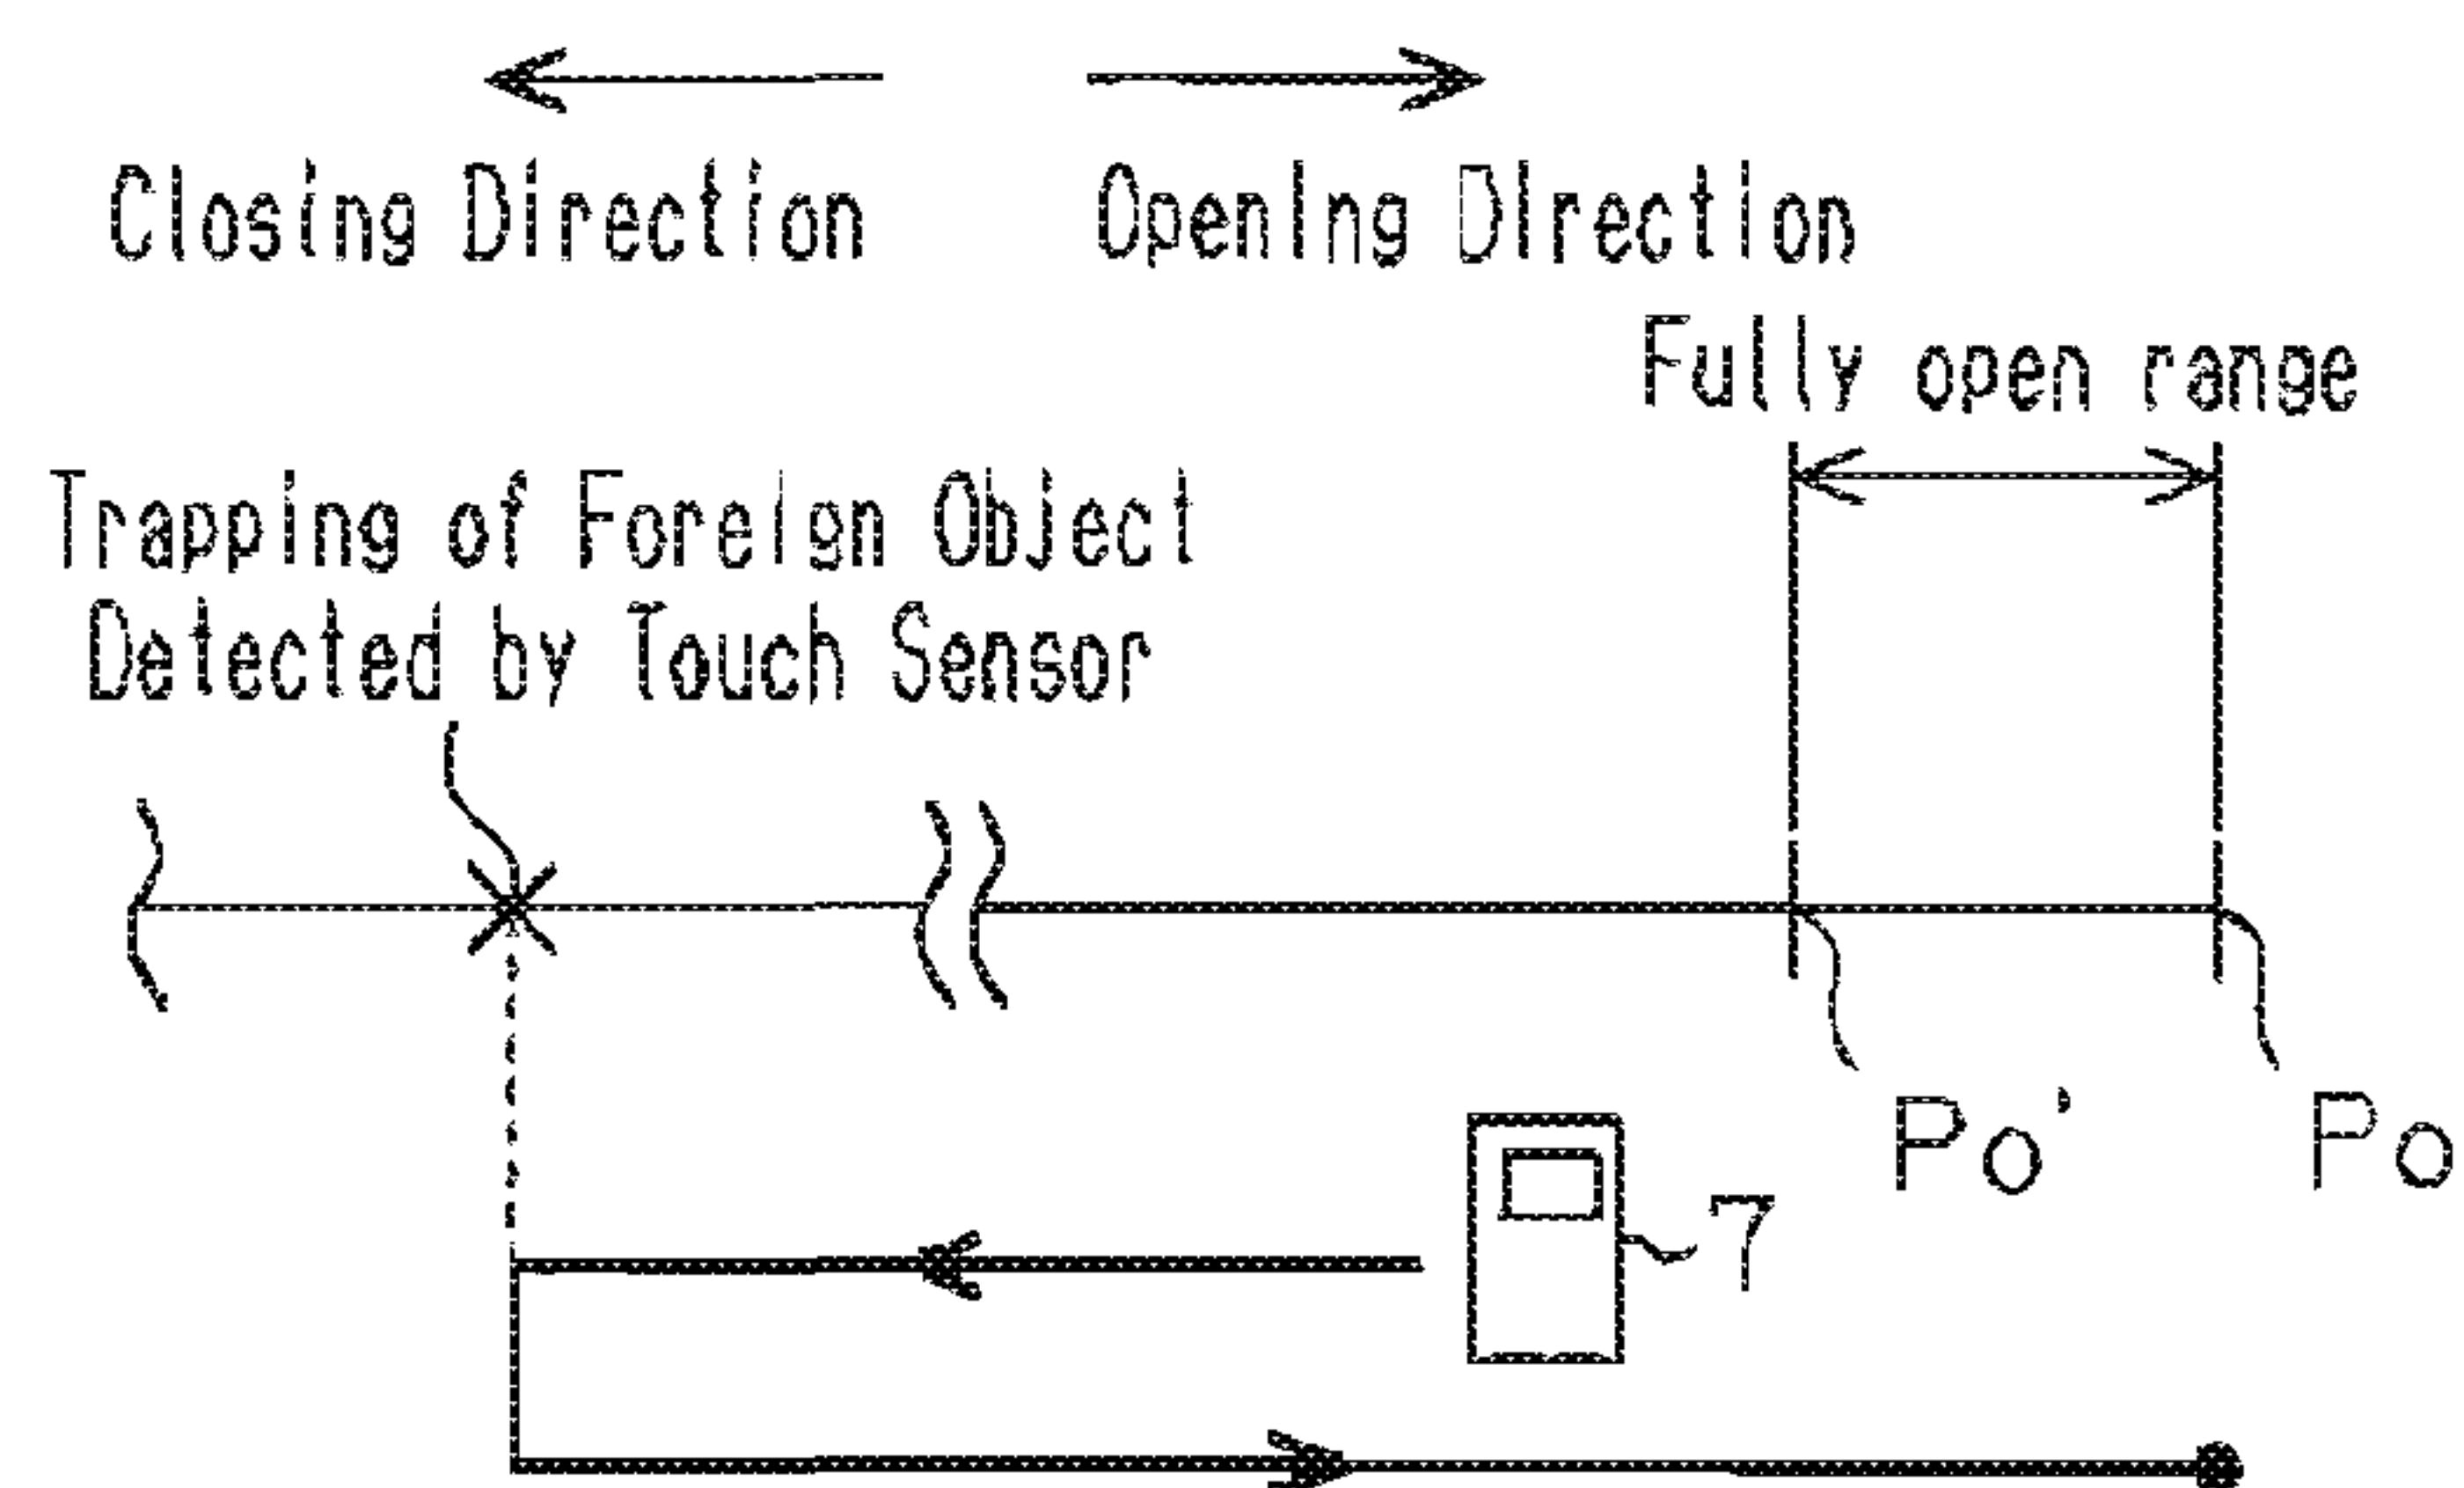 Closing Direction Opening Direction
Fully open range
Trapping of Foreign Object
Detected by Touch Sensor
Po' Po
7